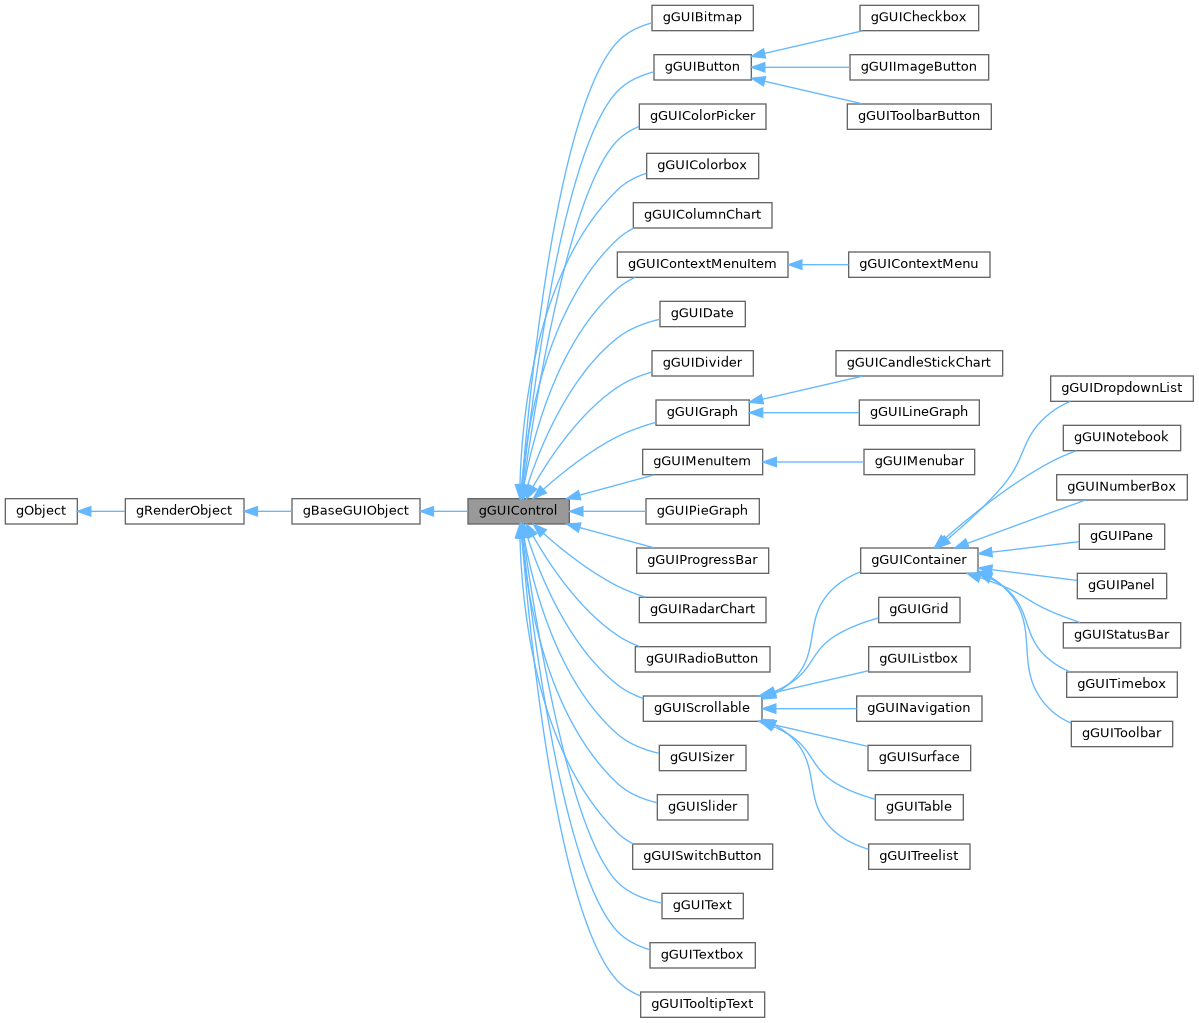 gObject
gRenderObject
gBaseGUIObject
gGUIControl
gGUIBitmap
gGUIButton
gGUICheckbox
gGUIImageButton
gGUIToolbarButton
gGUIColorPicker
gGUIColorbox
gGUIColumnChart
gGUIContextMenuItem
gGUIContextMenu
gGUIDate
gGUIDivider
gGUIGraph
gGUICandleStickChart
gGUILineGraph
gGUIMenuItem
gGUIMenubar
gGUIPieGraph
gGUIProgressBar
gGUIRadarChart
gGUIRadioButton
gGUIScrollable
gGUIContainer
gGUIDropdownList
gGUINotebook
gGUINumberBox
gGUIPane
gGUIPanel
gGUIStatusBar
gGUITimebox
gGUIToolbar
gGUIGrid
gGUIListbox
gGUINavigation
gGUISurface
gGUITable
gGUITreelist
gGUISizer
gGUISlider
gGUISwitchButton
gGUIText
gGUITextbox
gGUITooltipText